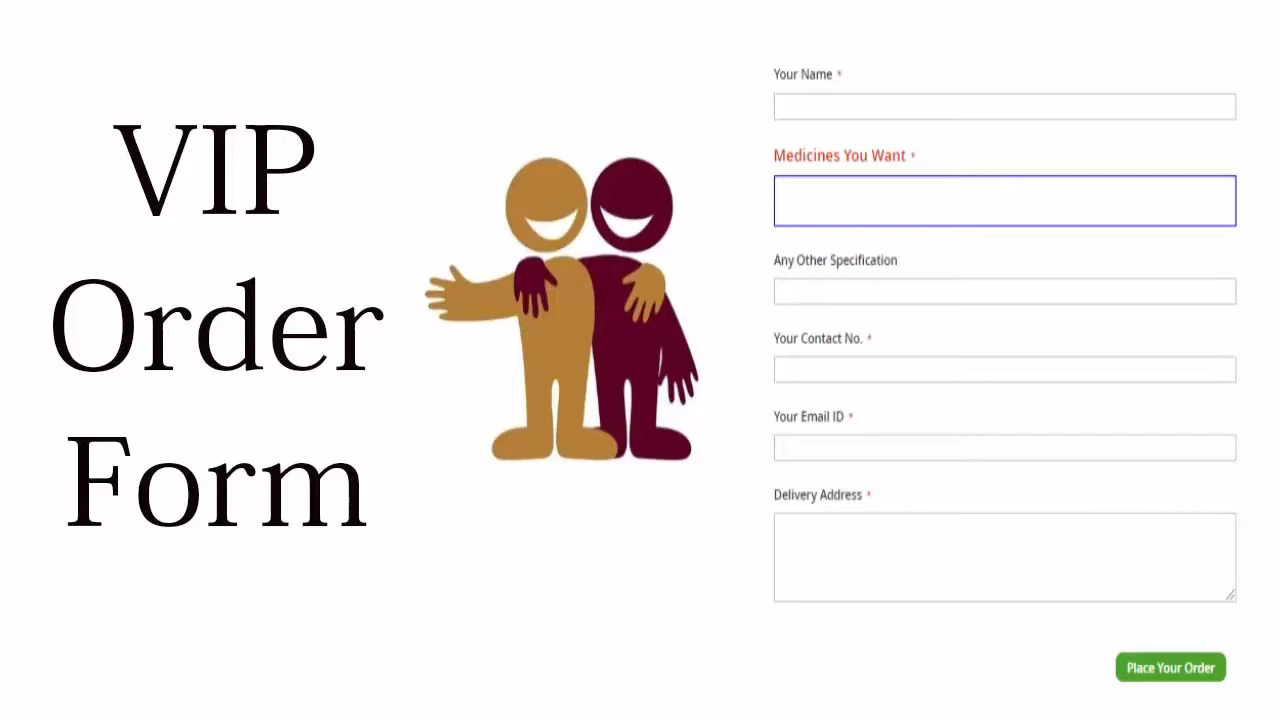 VIP
Order
Form
Your Name *
Medicines You Want *
Any Other Specification
Your Contact No. *
Your Email ID *
Delivery Address *
Place Your Order